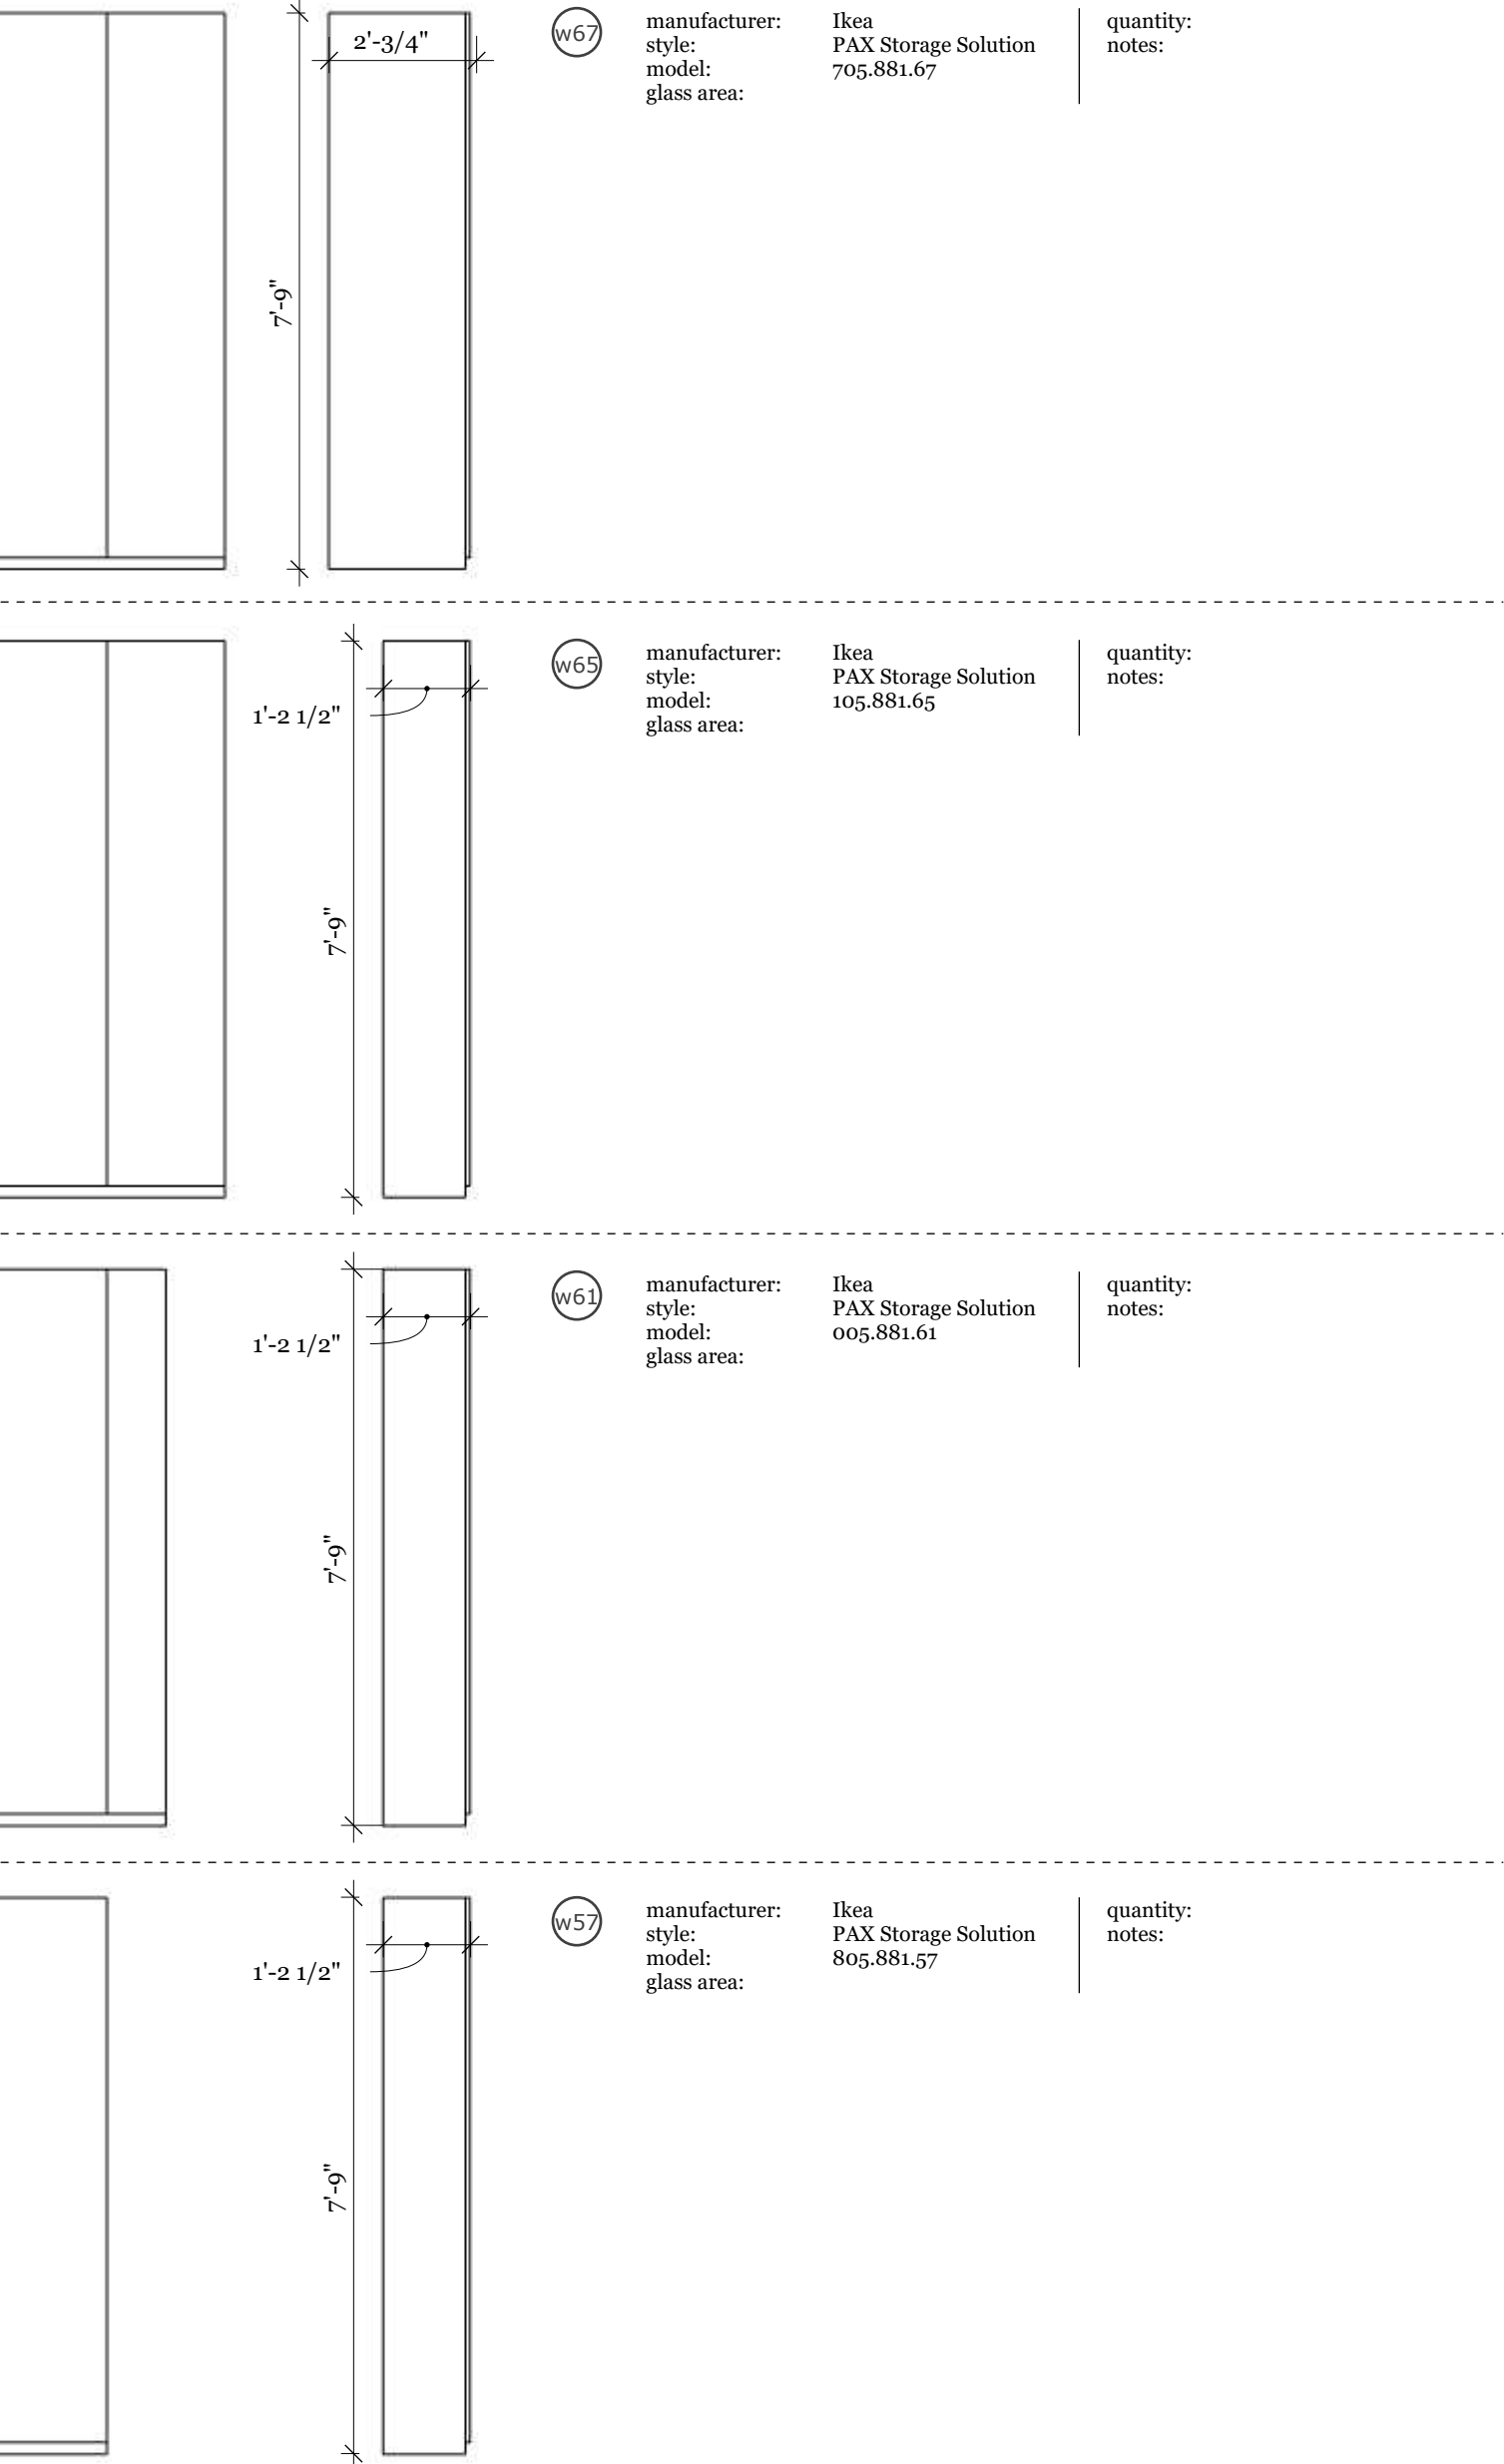 2'-3/4"
7'-9"
w67
manufacturer: Ikea
style: PAX Storage Solution
model: 705.881.67
glass area:
quantity:
notes:
1'-2 1/2"
7'-9"
w65
manufacturer: Ikea
style: PAX Storage Solution
model: 105.881.65
glass area:
quantity:
notes:
1'-2 1/2"
7'-9"
w61
manufacturer: Ikea
style: PAX Storage Solution
model: 005.881.61
glass area:
quantity:
notes:
1'-2 1/2"
7'-9"
w57
manufacturer: Ikea
style: PAX Storage Solution
model: 805.881.57
glass area:
quantity:
notes: